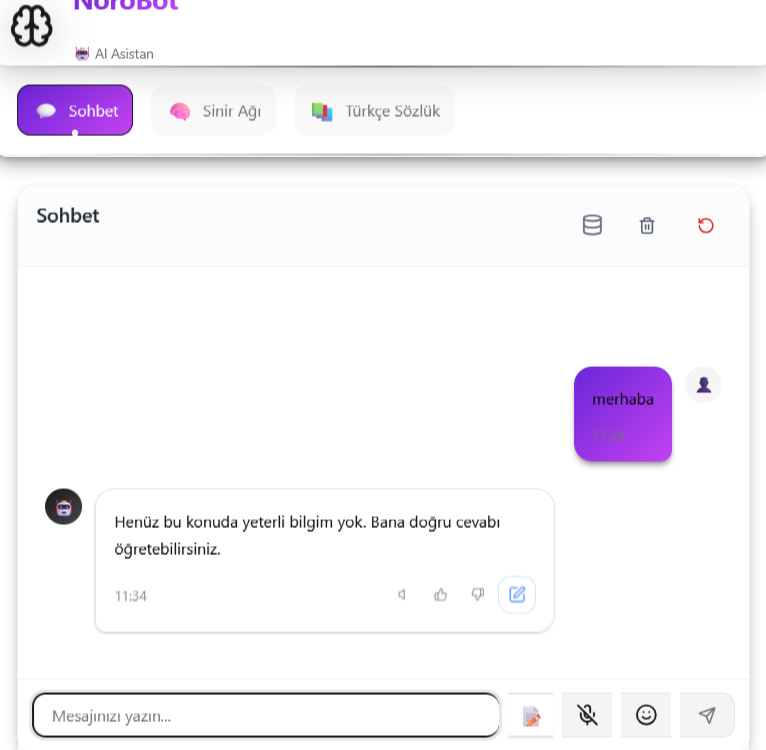 NöroBot
AI Asistan
Sohbet
Sinir Ağı
Türkçe Sözlük
Sohbet
merhaba
11:34
Henüz bu konuda yeterli bilgim yok. Bana doğru cevabı
öğretebilirsiniz.
11:34
Mesajınızı yazın...